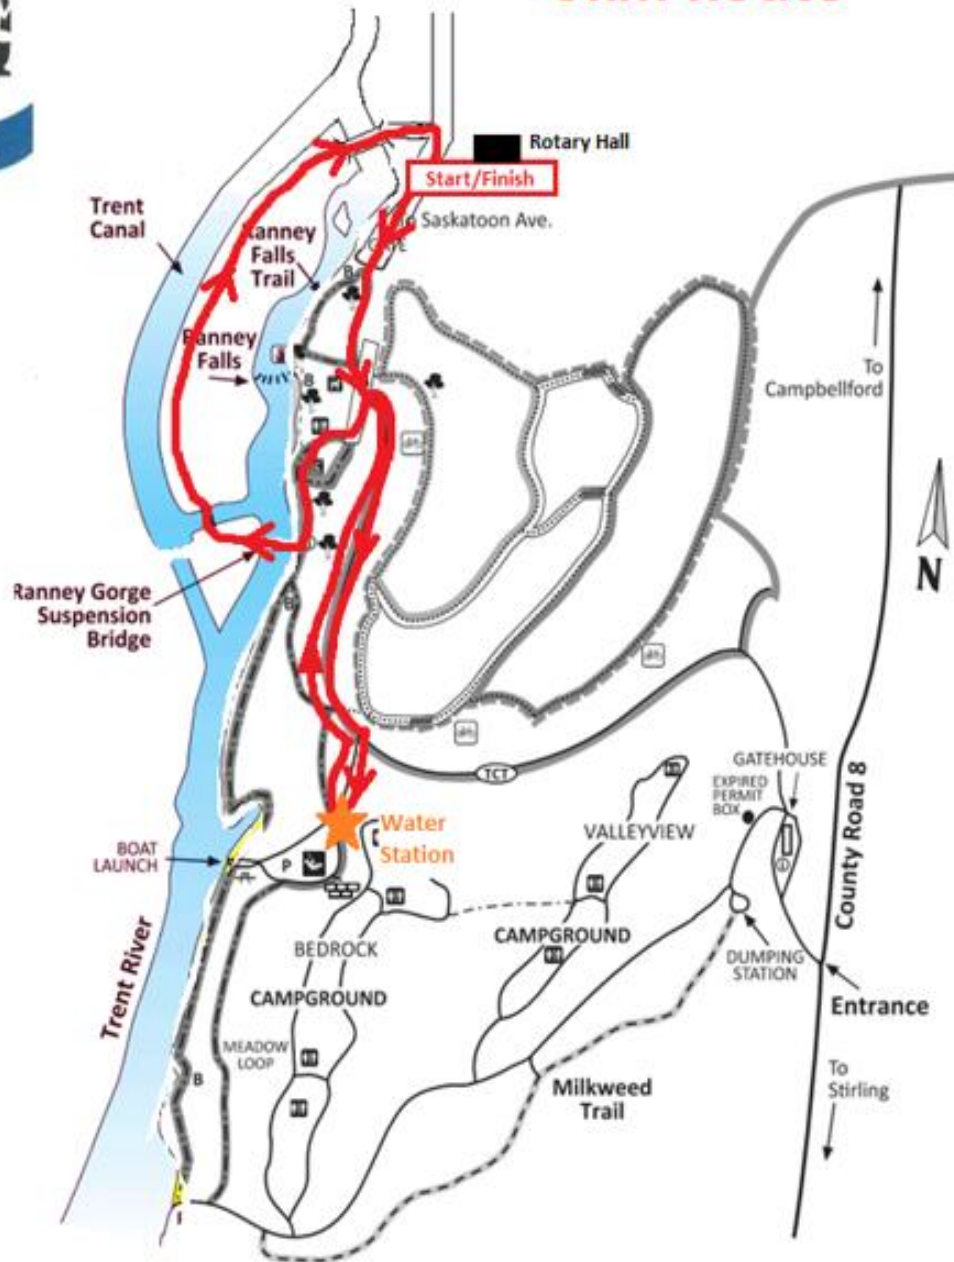 Rotary Hall
Start/Finish
Saskatoon Ave.
Trent
Canal
Ranney
Falls
Trail
B
Ranney
Falls
B
To
Campbellford
N
Ranney Gorge
Suspension
Bridge
TCT
GATEHOUSE
EXPIRED
PERMIT
BOX
County Road 8
VALLEYVIEW
Water
Station
BOAT
LAUNCH
P
CAMPGROUND
BEDROCK
DUMPING
STATION
CAMPGROUND
Entrance
Trent River
MEADOW
LOOP
B
Milkweed
Trail
To
Stirling